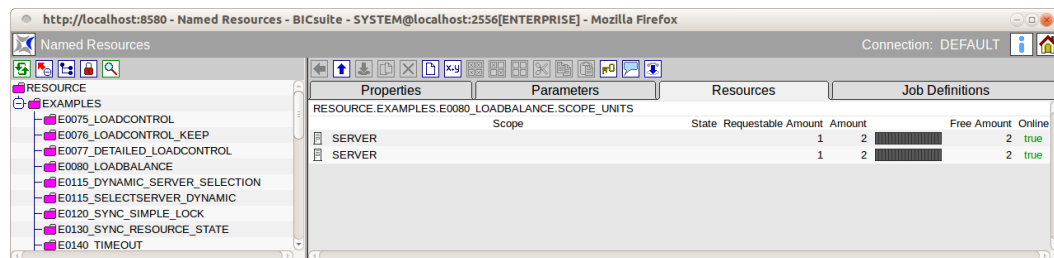 http://localhost:8580 - Named Resources - BICsuite - SYSTEM@localhost:2556[ENTERPRISE] - Mozilla Firefox
Named Resources
Connection: DEFAULT
RESOURCE
EXAMPLES
E0075_LOADCONTROL
E0076_LOADCONTROL_KEEP
E0077_DETAILED_LOADCONTROL
E0080_LOADBALANCE
E0115_DYNAMIC_SERVER_SELECTION
E0115_SELECTSERVER_DYNAMIC
E0120_SYNC_SIMPLE_LOCK
E0130_SYNC_RESOURCE_STATE
E0140_TIMEOUT
x.y
Properties Parameters Resources Job Definitions
RESOURCE.EXAMPLES.E0080_LOADBALANCE.SCOPE_UNITS
Scope State Requestable Amount Amount Free Amount Online
SERVER 1 2 2 true
SERVER 1 2 2 true